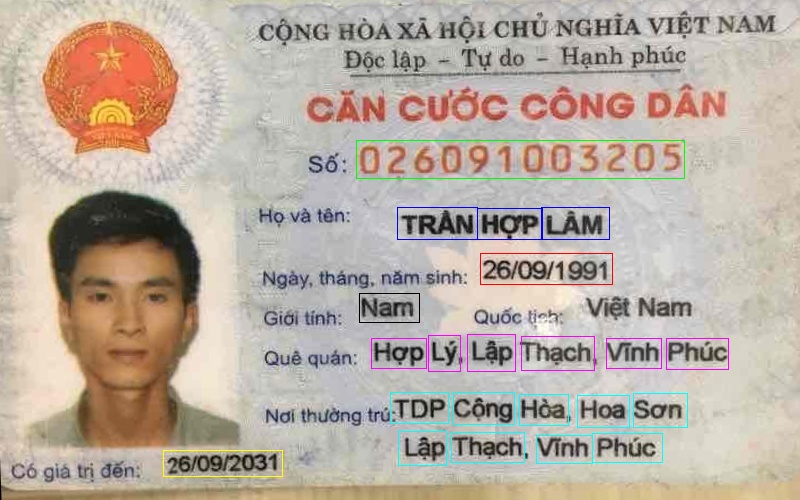 CỘNG HÒA XÃ HỘI CHỦ NGHĨA VIỆT NAM
Độc lập - Tự do - Hạnh phúc
CĂN CƯỚC CÔNG DÂN
Số: 026091003205
Họ và tên: TRẦN HỢP LÂM
Ngày, tháng, năm sinh: 26/09/1991
Giới tính: Nam Quốc tịch: Việt Nam
Quê quán: Hợp Lý, Lập Thạch, Vĩnh Phúc
Nơi thường trú: TDP Cộng Hòa, Hoa Sơn
Lập Thạch, Vĩnh Phúc
Có giá trị đến: 26/09/2031